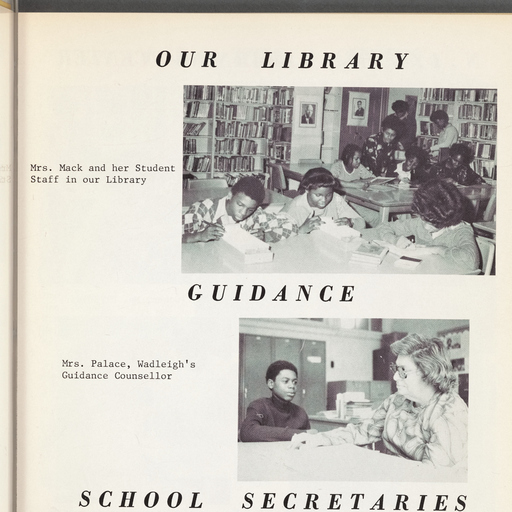 OUR LIBRARY
Mrs. Mack and her Student
Staff in our Library
GUIDANCE
Mrs. Palace, Wadleigh's
Guidance Counsellor
SCHOOL SECRETARIES